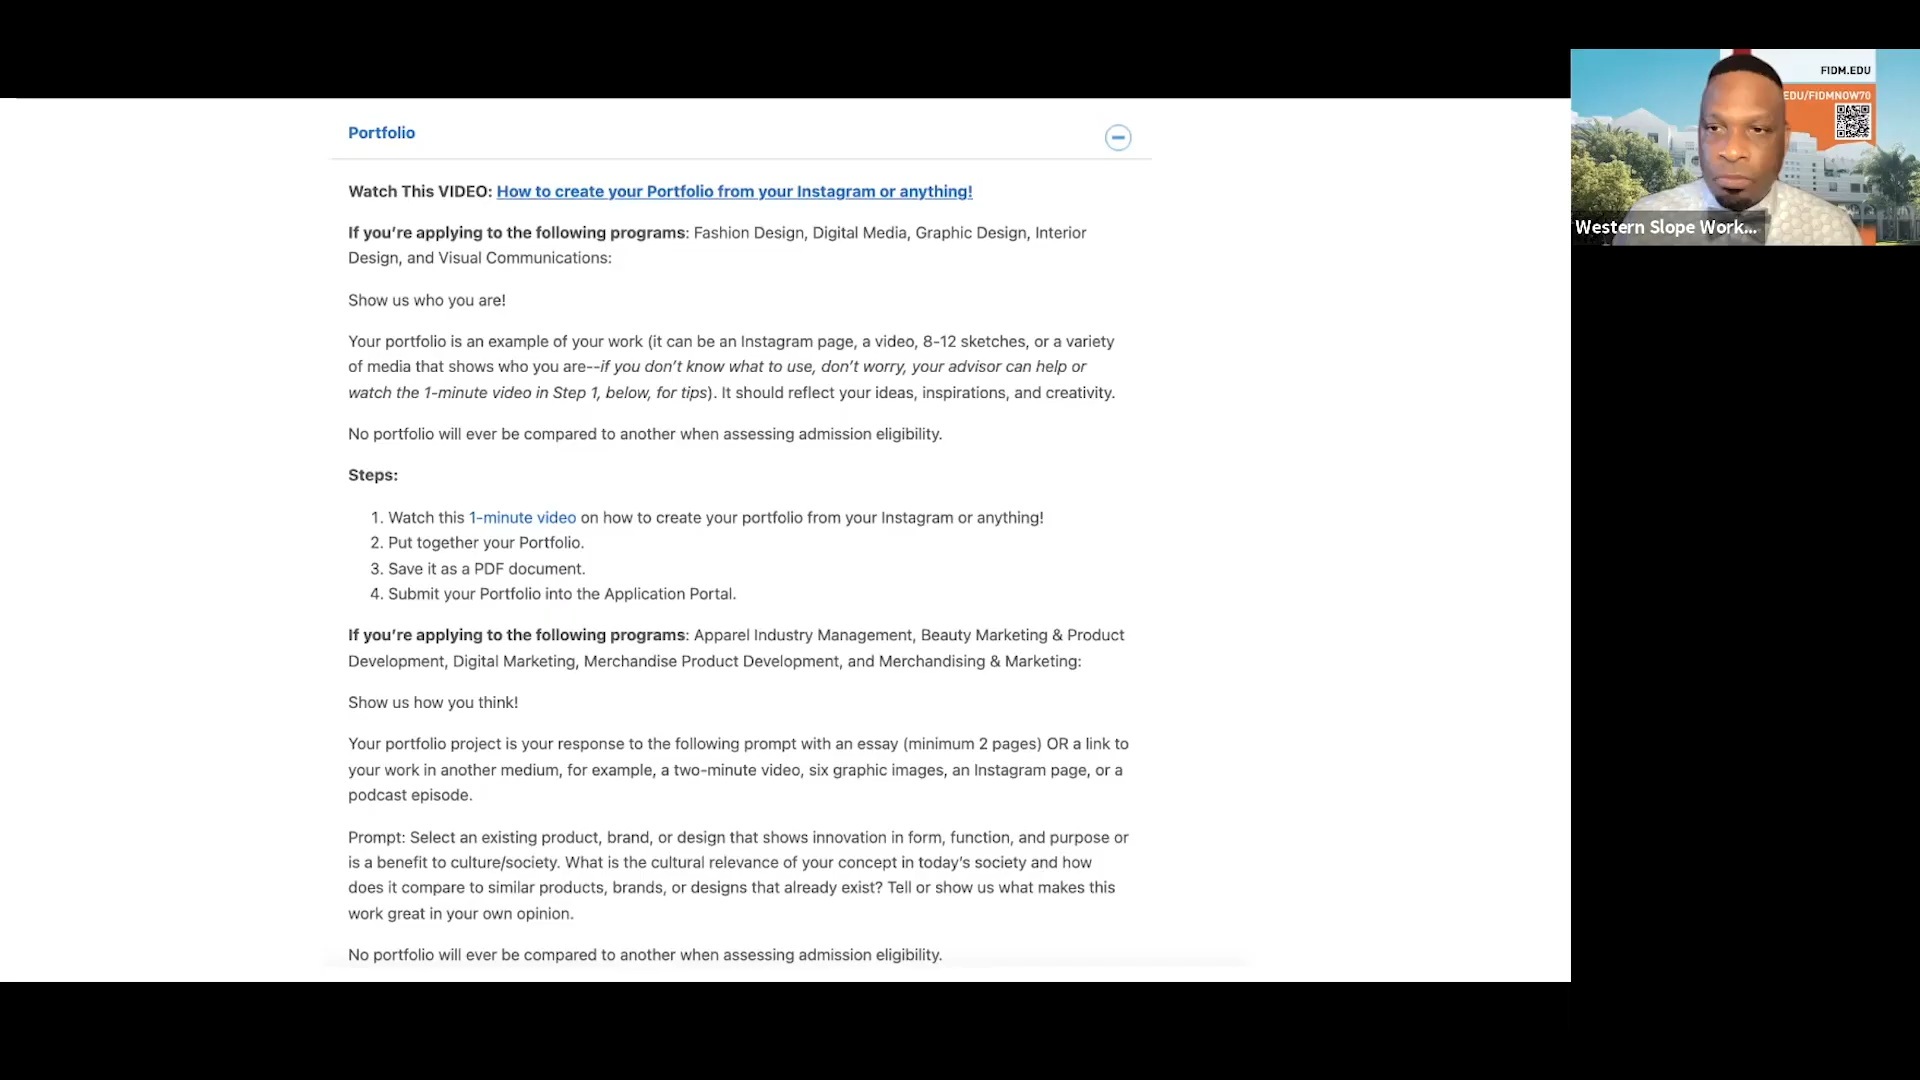 Portfolio
Watch This VIDEO: How to create your Portfolio from your Instagram or anything!
If you're applying to the following programs: Fashion Design, Digital Media, Graphic Design, Interior
Design, and Visual Communications:
Show us who you are!
Your portfolio is an example of your work (it can be an Instagram page, a video, 8-12 sketches, or a variety
of media that shows who you are--if you don't know what to use, don't worry, your advisor can help or
watch the 1-minute video in Step 1, below, for tips). It should reflect your ideas, inspirations, and creativity.
No portfolio will ever be compared to another when assessing admission eligibility.
Steps:
1. Watch this 1-minute video on how to create your portfolio from your Instagram or anything!
2. Put together your Portfolio.
3. Save it as a PDF document.
4. Submit your Portfolio into the Application Portal.
If you're applying to the following programs: Apparel Industry Management, Beauty Marketing & Product
Development, Digital Marketing, Merchandise Product Development, and Merchandising & Marketing:
Show us how you think!
Your portfolio project is your response to the following prompt with an essay (minimum 2 pages) OR a link to
your work in another medium, for example, a two-minute video, six graphic images, an Instagram page, or a
podcast episode.
Prompt: Select an existing product, brand, or design that shows innovation in form, function, and purpose or
is a benefit to culture/society. What is the cultural relevance of your concept in today's society and how
does it compare to similar products, brands, or designs that already exist? Tell or show us what makes this
work great in your own opinion.
No portfolio will ever be compared to another when assessing admission eligibility.
FIDM.EDU
EDU/FIDMNOW70
Western Slope Work...